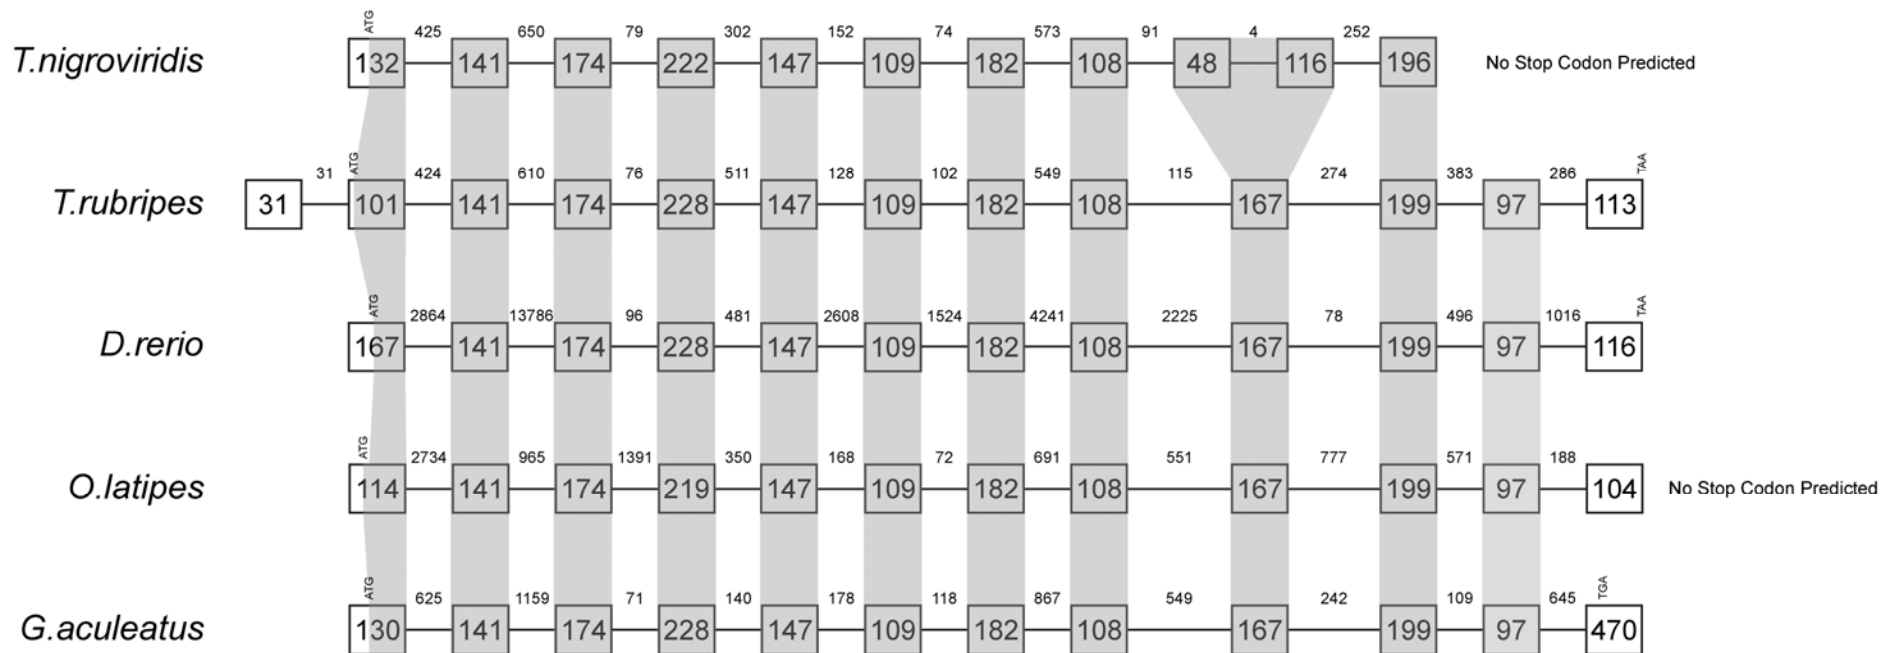 ATG 425 650 79 302 152 74 573 91 4 252
T.nigroviridis 132 141 174 222 147 109 182 108 48 116 196 No Stop Codon Predicted
31 ATG 424 610 76 511 128 102 549 115 274 383 286 TAA
T.rubripes 31 101 141 174 228 147 109 182 108 167 199 97 113
ATG 2864 13786 96 481 2608 1524 4241 2225 78 496 1016 TAA
D.rerio 167 141 174 228 147 109 182 108 167 199 97 116
ATG 2734 965 1391 350 168 72 691 551 777 571 188
O.latipes 114 141 174 219 147 109 182 108 167 199 97 104 No Stop Codon Predicted
ATG 625 1159 71 140 178 118 867 549 242 109 645 TGA
G.aculeatus 130 141 174 228 147 109 182 108 167 199 97 470